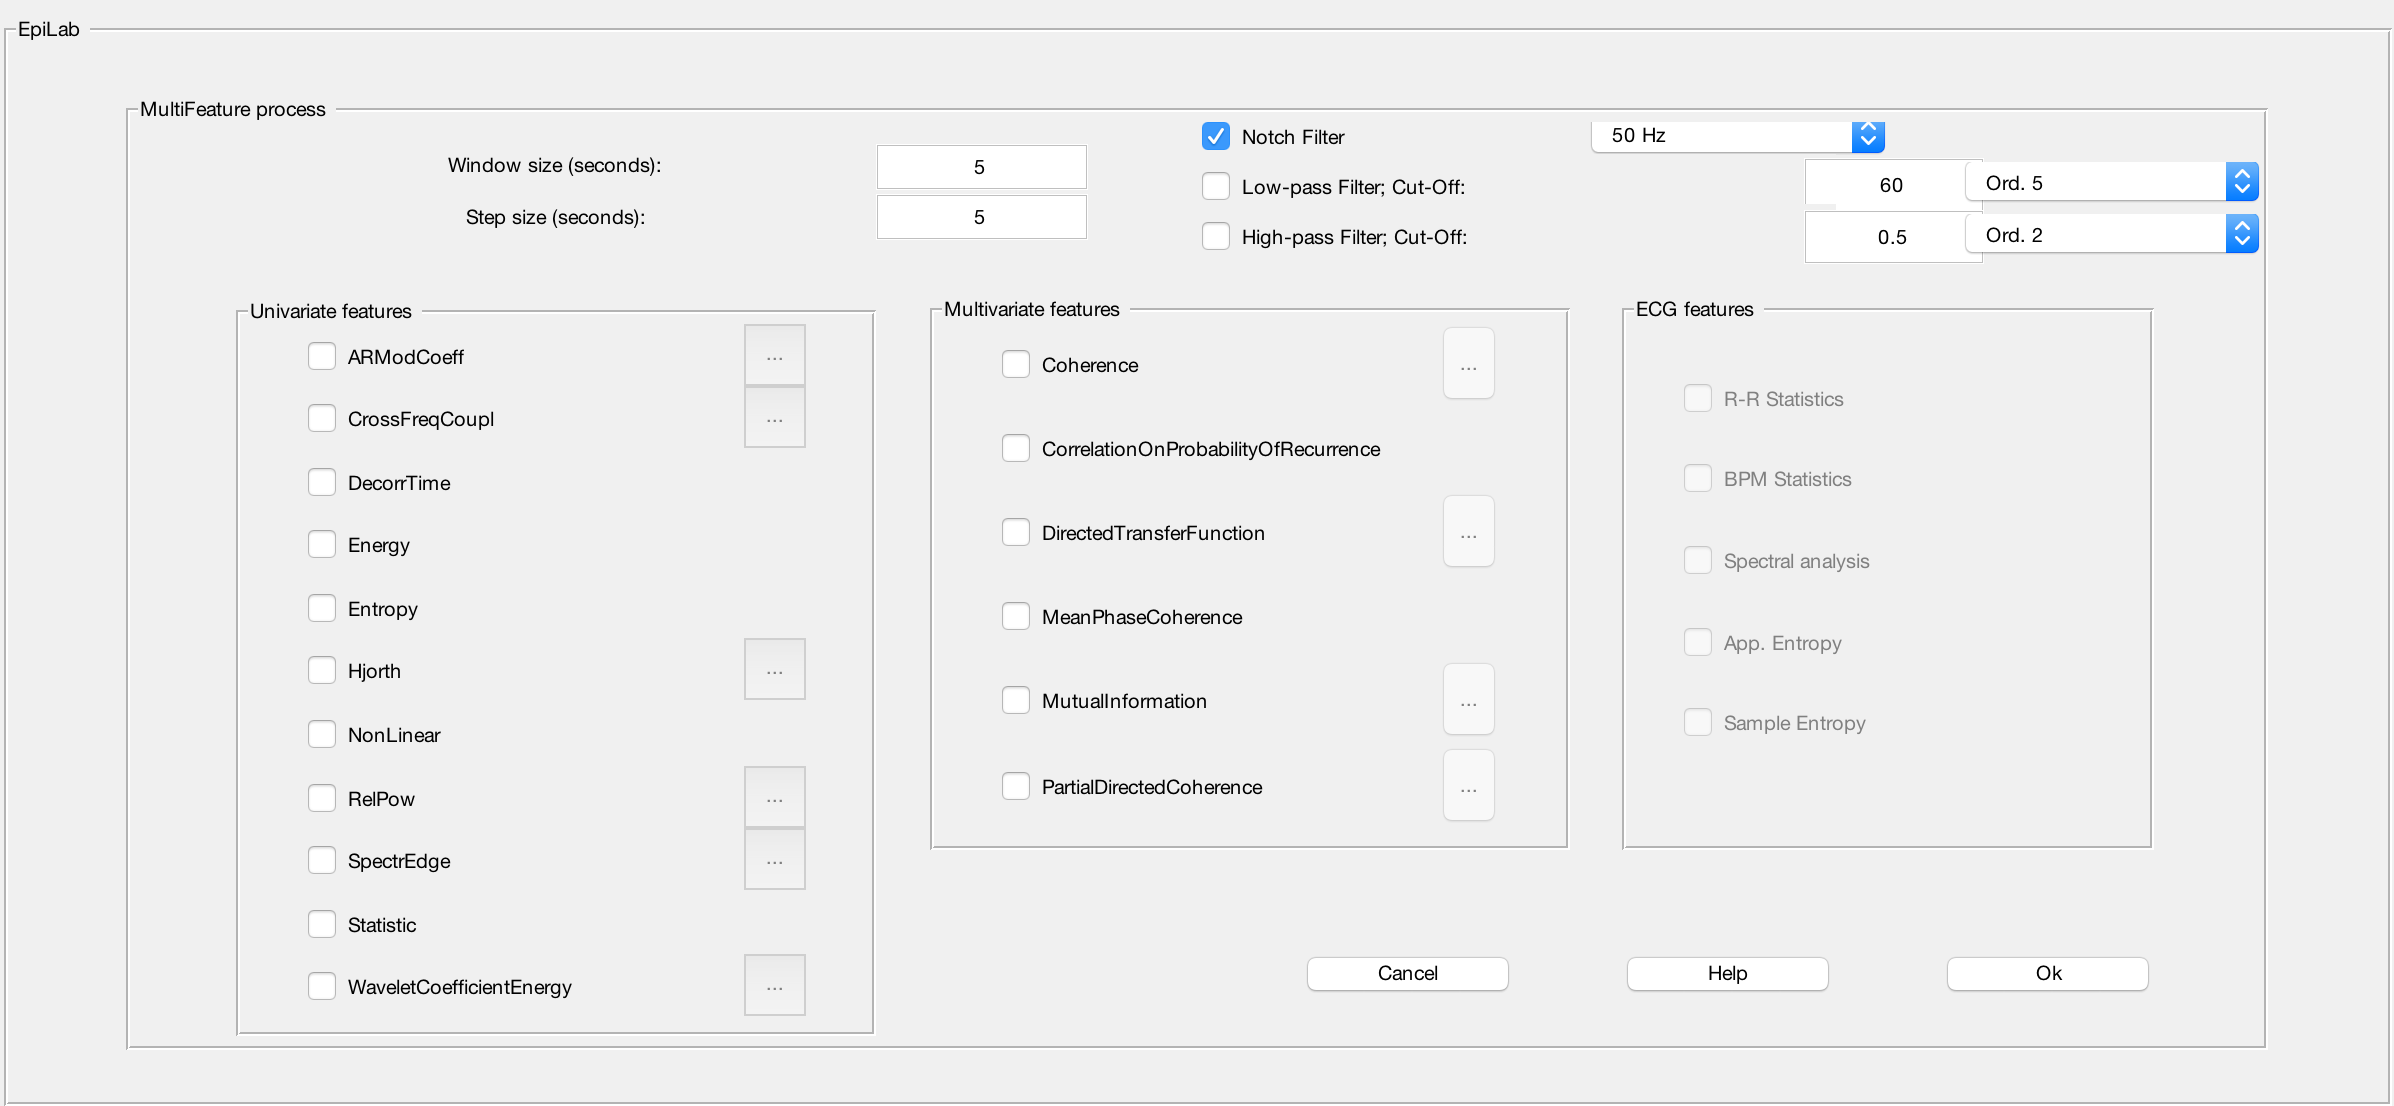 EpiLab
MultiFeature process
Window size (seconds):
5
Step size (seconds):
5
Notch Filter
50 Hz
Low-pass Filter; Cut-Off:
60
Ord. 5
High-pass Filter; Cut-Off:
0.5
Ord. 2
Univariate features
ARModCoeff
...
CrossFreqCoupl
...
DecorrTime
Energy
Entropy
Hjorth
...
NonLinear
RelPow
...
SpectrEdge
...
Statistic
WaveletCoefficientEnergy
...
Multivariate features
Coherence
...
CorrelationOnProbabilityOfRecurrence
DirectedTransferFunction
...
MeanPhaseCoherence
MutualInformation
...
PartialDirectedCoherence
...
ECG features
R-R Statistics
BPM Statistics
Spectral analysis
App. Entropy
Sample Entropy
Cancel
Help
Ok